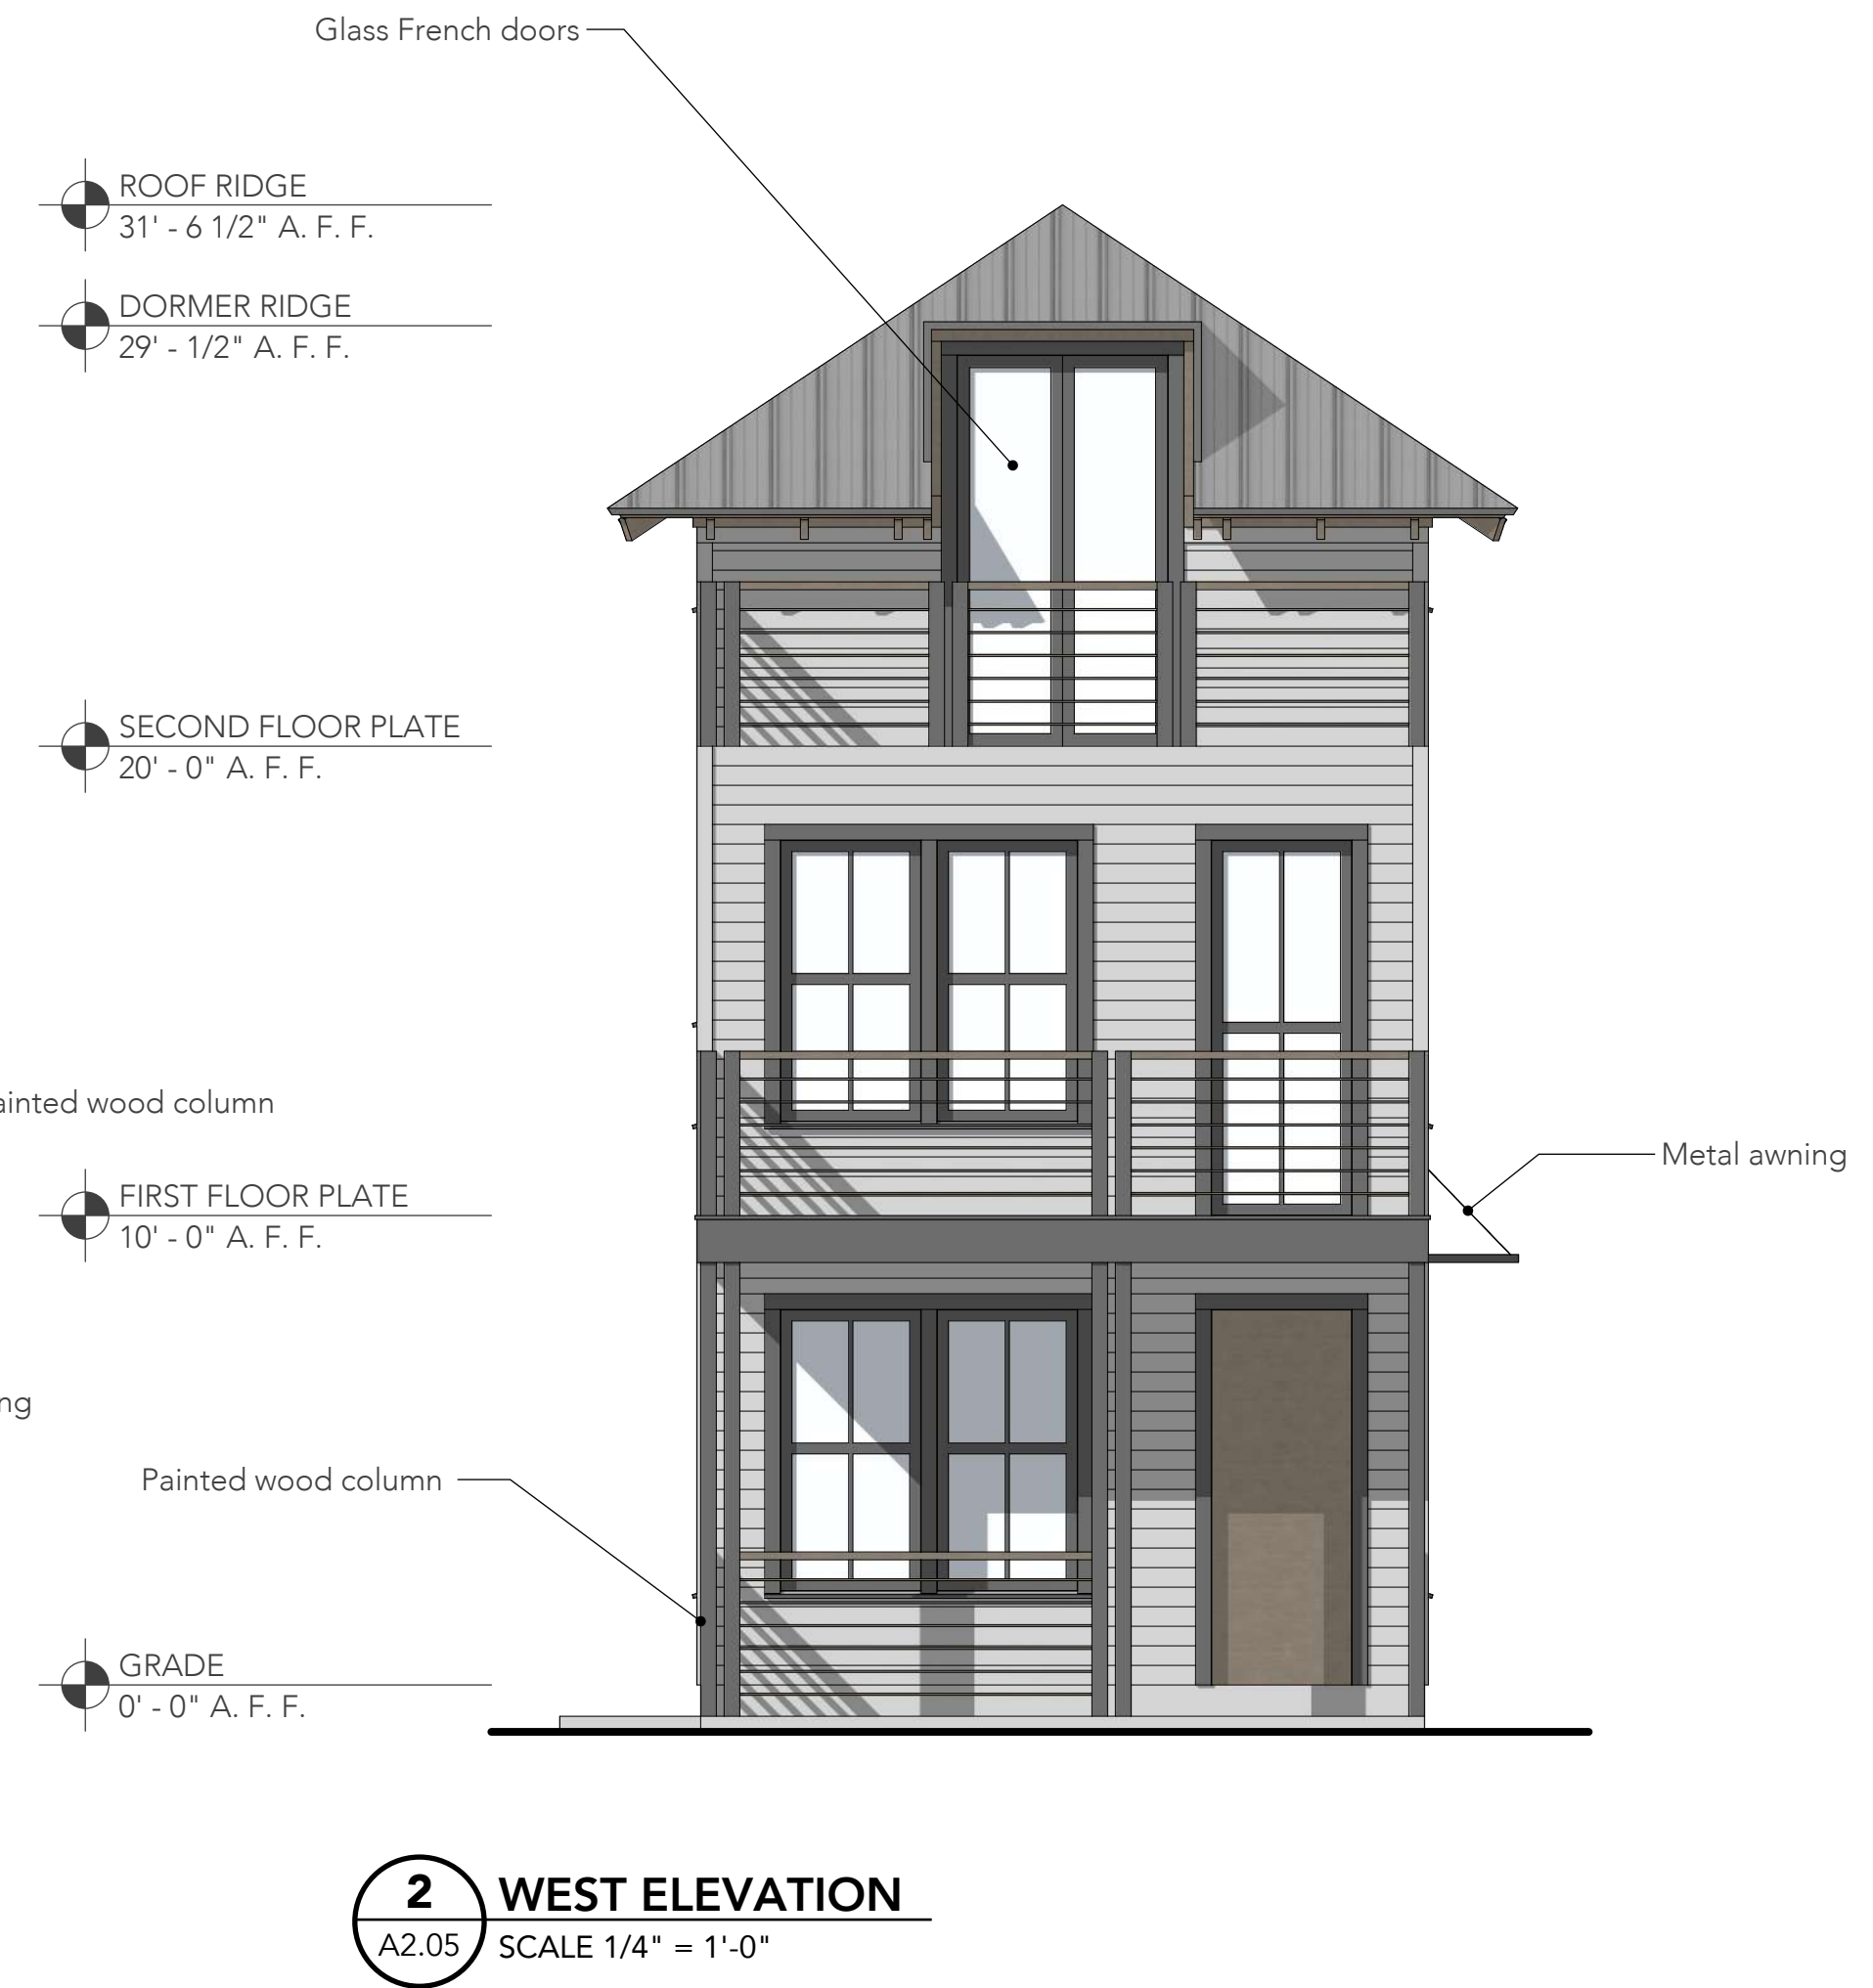 Glass French doors
ROOF RIDGE
31' - 6 1/2" A. F. F.
DORMER RIDGE
29' - 1/2" A. F. F.
SECOND FLOOR PLATE
20' - 0" A. F. F.
wood column
Metal awning
FIRST FLOOR PLATE
10' - 0" A. F. F.
Painted wood column
GRADE
0' - 0" A. F. F.
2
WEST ELEVATION
A2.05
SCALE 1/4" = 1'-0"